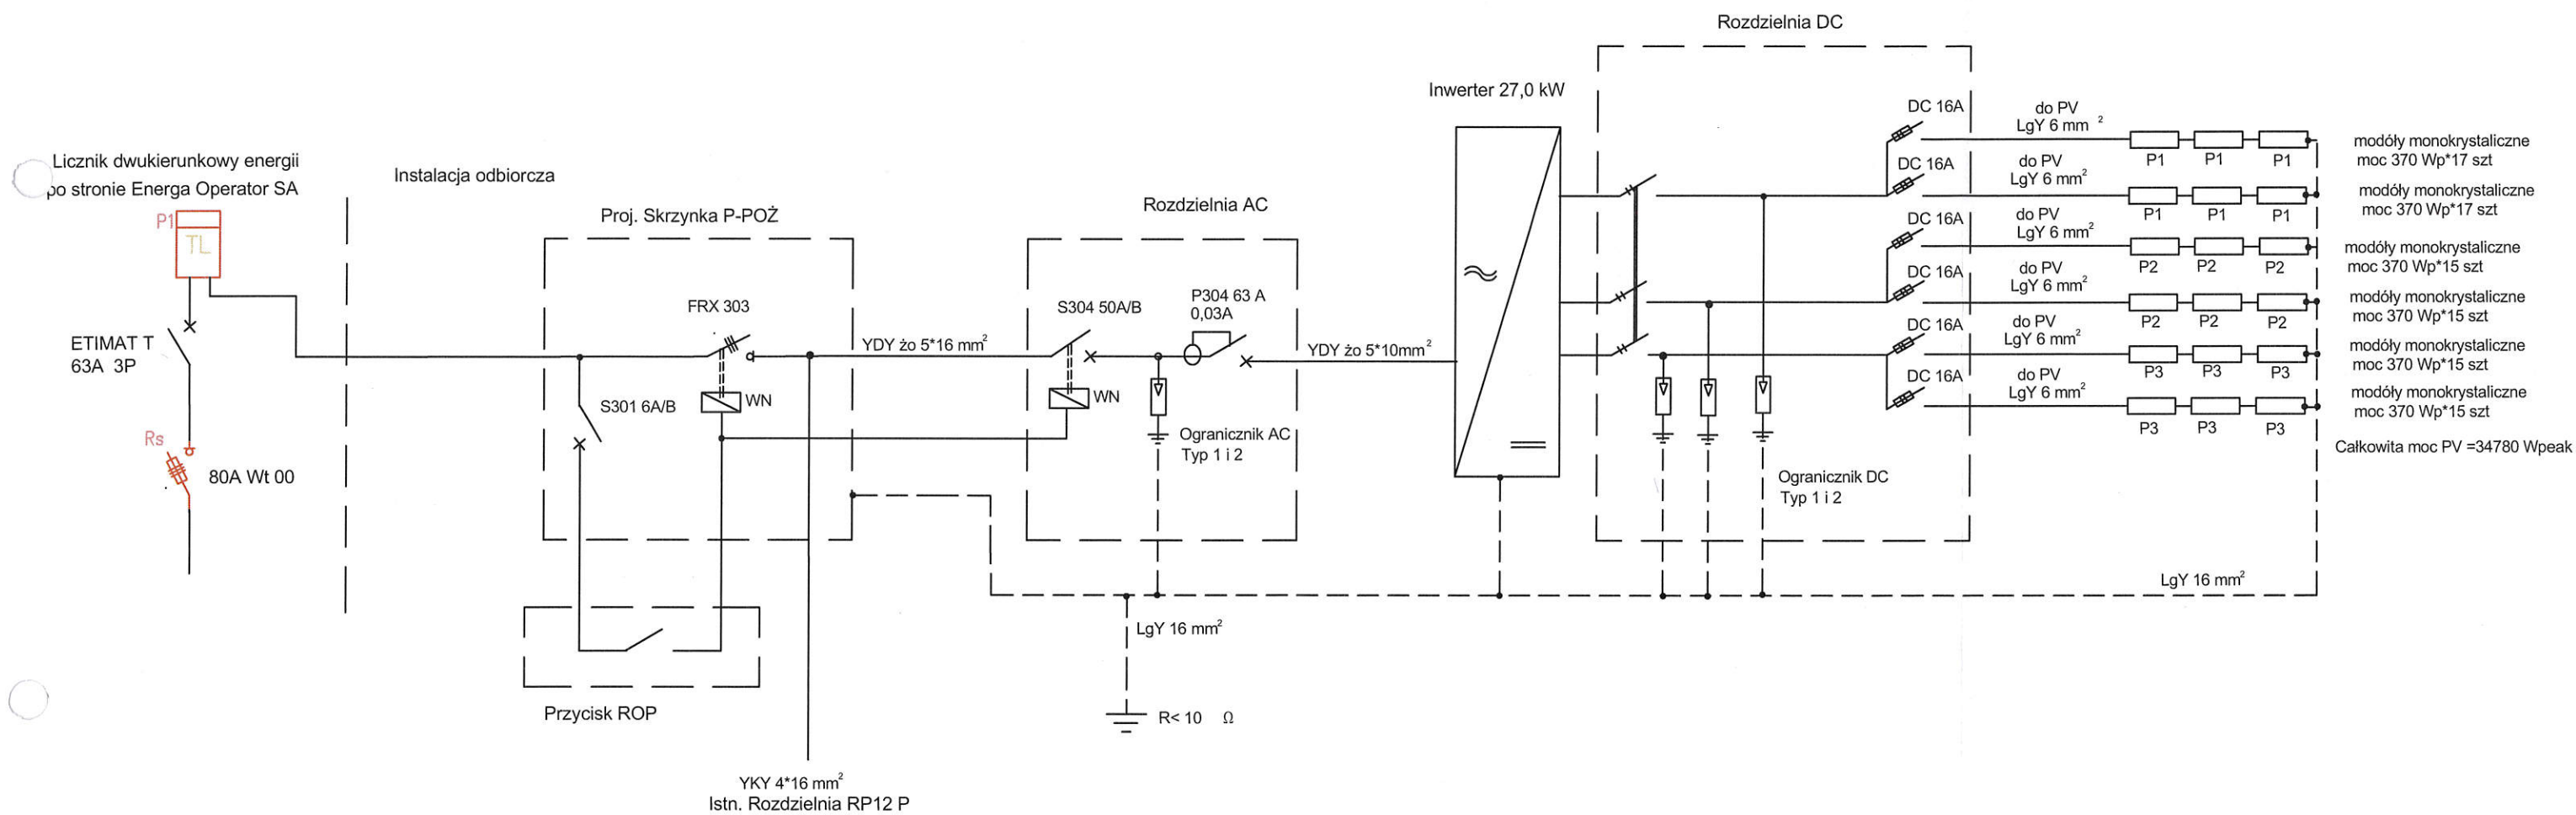 Rozdzielnia DC
Inwerter 27,0 kW
Licznik dwukierunkowy energii
po stronie Energa Operator SA
P1
TL
ETIMAT T
63A 3P
Rs
80A Wt 00
Instalacja odbiorcza
Proj. Skrzynka P-POŻ
FRX 303
WN
S301 6A/B
Przycisk ROP
YKY 4*16 mm²
Istn. Rozdzielnia RP12 P
YDY żo 5*16 mm²
Rozdzielnia AC
S304 50A/B
WN
P304 63 A
0,03A
Ogranicznik AC
Typ 1 i 2
YDY żo 5*10mm²
LgY 16 mm²
R< 10 Ω
Ogranicznik DC
Typ 1 i 2
DC 16A
do PV
LgY 6 mm ²
P1 P1 P1
modóły monokrystaliczne
moc 370 Wp*17 szt
DC 16A
do PV
LgY 6 mm²
P1 P1 P1
modóły monokrystaliczne
moc 370 Wp*17 szt
DC 16A
do PV
LgY 6 mm²
P2 P2 P2
modóły monokrystaliczne
moc 370 Wp*15 szt
DC 16A
do PV
LgY 6 mm²
P2 P2 P2
modóły monokrystaliczne
moc 370 Wp*15 szt
DC 16A
do PV
LgY 6 mm²
P3 P3 P3
modóły monokrystaliczne
moc 370 Wp*15 szt
DC 16A
do PV
LgY 6 mm²
P3 P3 P3
modóły monokrystaliczne
moc 370 Wp*15 szt
Całkowita moc PV =34780 Wpeak
LgY 16 mm²